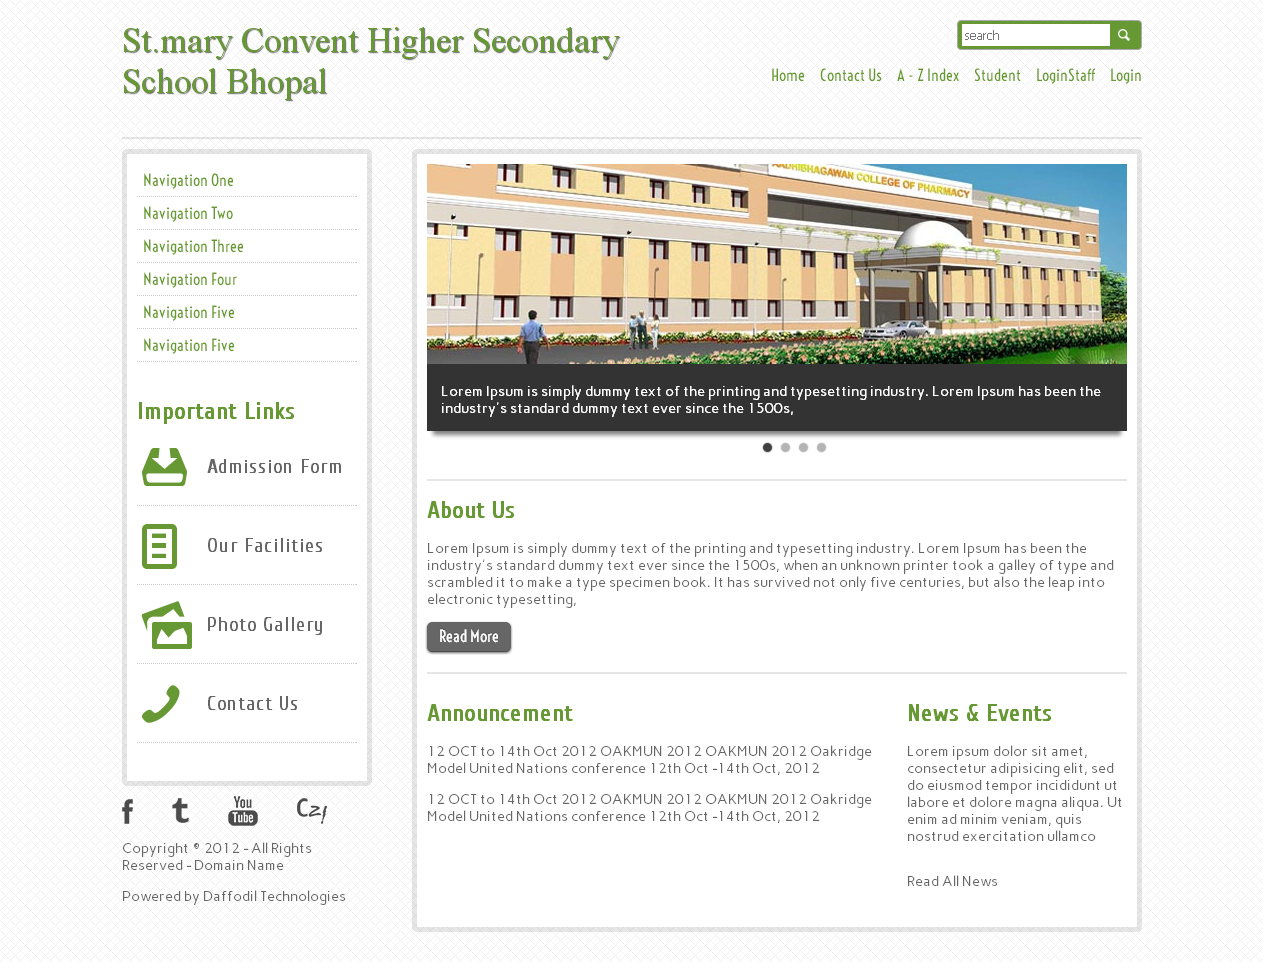 St.mary Convent Higher Secondary
School Bhopal
search
Home Contact Us A - Z Index Student LoginStaff Login
Navigation One
Navigation Two
Navigation Three
Navigation Four
Navigation Five
Navigation Five
Important Links
Admission Form
Our Facilities
Photo Gallery
Contact Us
You
Tube
Copyright ® 2012 - All Rights
Reserved - Domain Name
Powered by Daffodil Technologies
ADHIBHAGAWAN COLLEGE OF PHARMACY
Lorem Ipsum is simply dummy text of the printing and typesetting industry. Lorem Ipsum has been the
industry's standard dummy text ever since the 1500s,
About Us
Lorem Ipsum is simply dummy text of the printing and typesetting industry. Lorem Ipsum has been the
industry's standard dummy text ever since the 1500s, when an unknown printer took a galley of type and
scrambled it to make a type specimen book. It has survived not only five centuries, but also the leap into
electronic typesetting,
Read More
Announcement
12 OCT to 14th Oct 2012 OAKMUN 2012 OAKMUN 2012 Oakridge
Model United Nations conference 12th Oct -14th Oct, 2012
12 OCT to 14th Oct 2012 OAKMUN 2012 OAKMUN 2012 Oakridge
Model United Nations conference 12th Oct -14th Oct, 2012
News & Events
Lorem ipsum dolor sit amet,
consectetur adipisicing elit, sed
do eiusmod tempor incididunt ut
labore et dolore magna aliqua. Ut
enim ad minim veniam, quis
nostrud exercitation ullamco
Read All News